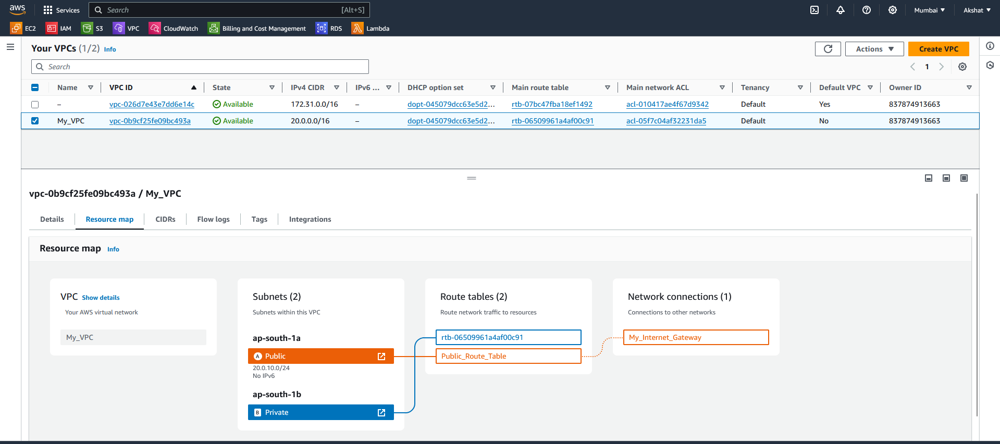 aws Services Search [Alt+S] Mumbai ▼ Akshat ▼
EC2 IAM S3 VPC CloudWatch Billing and Cost Management RDS Lambda
Your VPCs (1/2) Info Actions ▼ Create VPC
Search 1
Name VPC ID State IPv4 CIDR IPv6 ... DHCP option set Main route table Main network ACL Tenancy Default VPC Owner ID
– vpc-026d7e43e7dd6e14c Available 172.31.0.0/16 – dopt-045079dcc63e5d2... rtb-07bc47fba18ef1492 acl-010417ae4f67d9342 Default Yes 837874913663
My_VPC vpc-0b9cf25fe09bc493a Available 20.0.0.0/16 – dopt-045079dcc63e5d2... rtb-06509961a4af00c91 acl-05f7c04af32231da5 Default No 837874913663
vpc-0b9cf25fe09bc493a / My_VPC
Details Resource map CIDRs Flow logs Tags Integrations
Resource map Info
VPC Show details
Your AWS virtual network
My_VPC
Subnets (2)
Subnets within this VPC
ap-south-1a
A Public
20.0.10.0/24
No IPv6
ap-south-1b
B Private
Route tables (2)
Route network traffic to resources
rtb-06509961a4af00c91
Public_Route_Table
Network connections (1)
Connections to other networks
My_Internet_Gateway